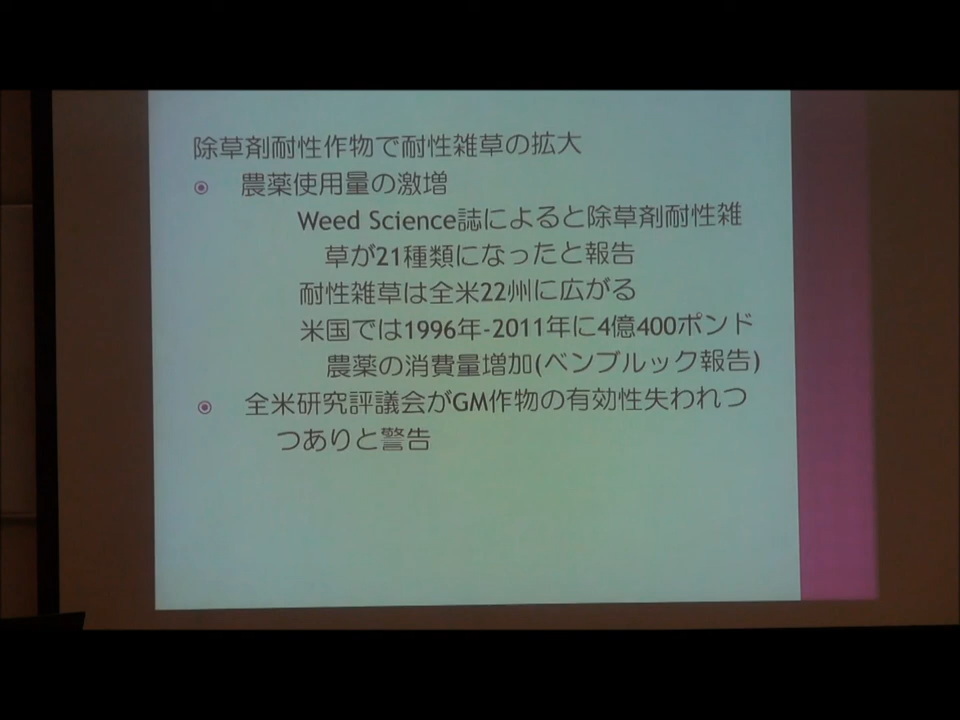 除草剤耐性作物で耐性雑草の拡大
農薬使用量の激増
Weed Science誌によると除草剤耐性雑
草が21種類になったと報告
耐性雑草は全米22州に広がる
米国では1996年-2011年に4億400ポンド
農薬の消費量増加(ベンブルック報告)
全米研究評議会がGM作物の有効性失われつ
つありと警告